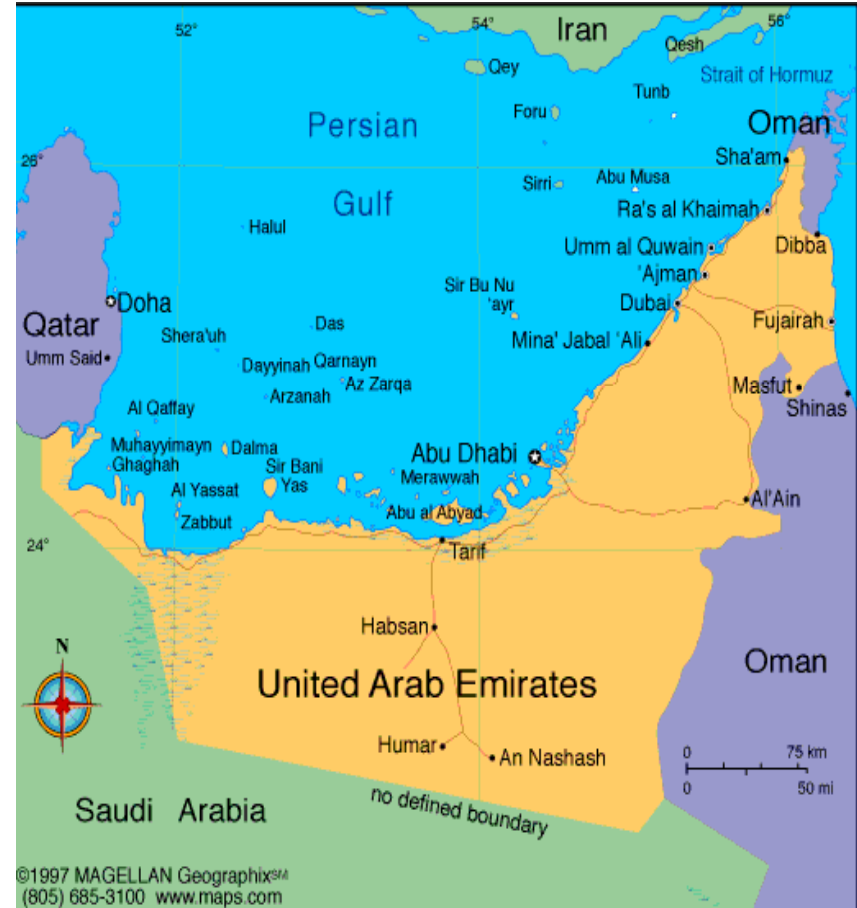 52°
54°
56°
Iran
Qesh
Qey
Strait of Hormuz
Tunb
Foru
Persian
Oman
26°
Sha'am
Abu Musa
Sirri
Gulf
Ra's al Khaimah
Halul
Umm al Quwain
Dibba
'Ajman
Sir Bu Nu
'ayr
Doha
Dubai
Qatar
Das
Fujairah
Shera'uh
Mina' Jabal 'Ali
Umm Said
Dayyinah
Qarnayn
Az Zarqa
Masfut
Arzanah
Al Qaffay
Shinas
Muhayyimayn
Dalma
Abu Dhabi
Ghaghah
Sir Bani
Yas
Merawwah
Al Yassat
Al'Ain
Abu al Abyad
Zabbut
24°
Tarif
Habsan
N
United Arab Emirates
Oman
Humar
An Nashash
0 75 km
0 50 mi
no defined boundary
Saudi Arabia
©1997 MAGELLAN Geographix℠
(805) 685-3100 www.maps.com